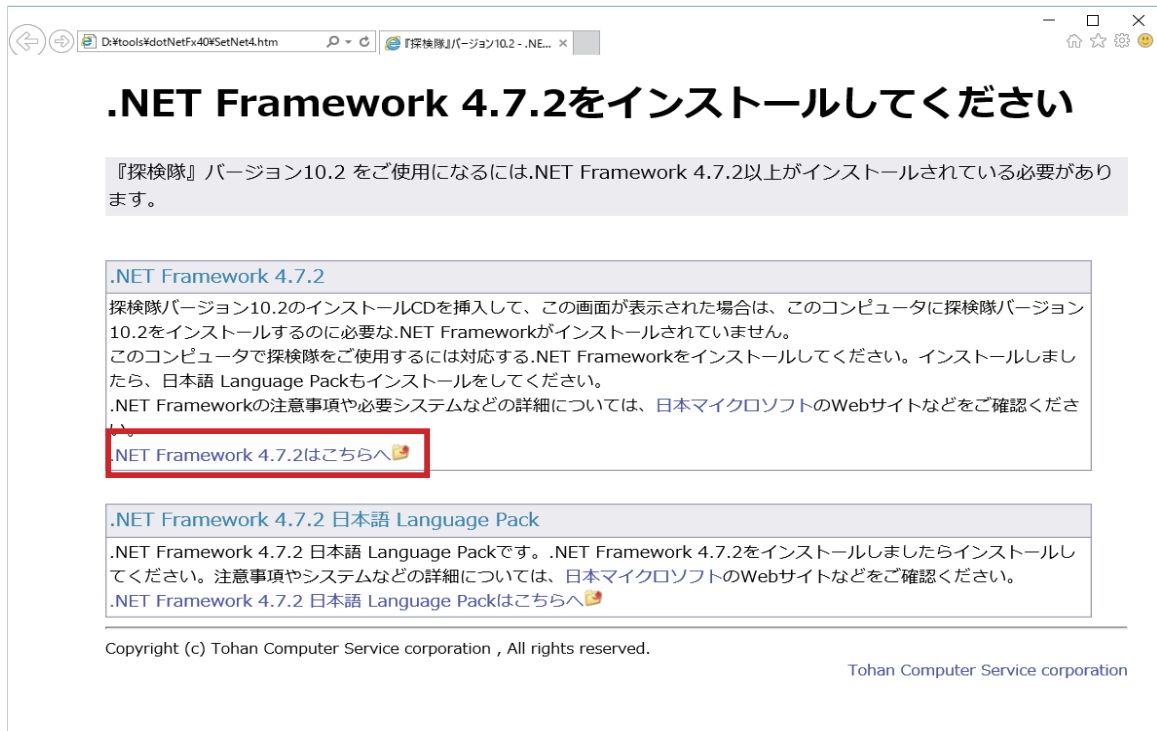 D:¥tools¥dotNetFx40¥SetNet4.htm
『探検隊』バージョン10.2 - .NE...
.NET Framework 4.7.2をインストールしてください
『探検隊』バージョン10.2 をご使用になるには.NET Framework 4.7.2以上がインストールされている必要があり
ます。
.NET Framework 4.7.2
探検隊バージョン10.2のインストールCDを挿入して、この画面が表示された場合は、このコンピュータに探検隊バージョン
10.2をインストールするのに必要な.NET Frameworkがインストールされていません。
このコンピュータで探検隊をご使用するには対応する.NET Frameworkをインストールしてください。インストールしまし
たら、日本語 Language Packもインストールをしてください。
.NET Frameworkの注意事項や必要システムなどの詳細については、日本マイクロソフトのWebサイトなどをご確認くださ
い。
.NET Framework 4.7.2はこちらへ
.NET Framework 4.7.2 日本語 Language Pack
.NET Framework 4.7.2 日本語 Language Packです。.NET Framework 4.7.2をインストールしましたらインストールし
てください。注意事項やシステムなどの詳細については、日本マイクロソフトのWebサイトなどをご確認ください。
.NET Framework 4.7.2 日本語 Language Packはこちらへ
Copyright (c) Tohan Computer Service corporation , All rights reserved.
Tohan Computer Service corporation